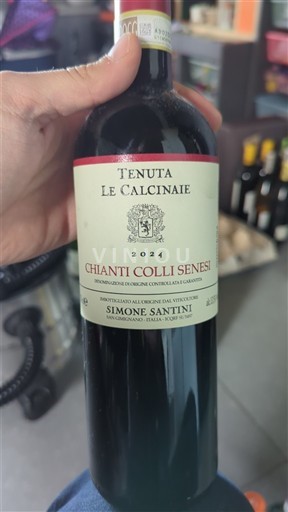 TENUTA
LE CALCINAIE
2024
VINYOU
CHIANTI COLLI SENESI
DENOMINAZIONE DI ORIGINE CONTROLLATA E GARANTITA
IMBOTTIGLIATO ALL'ORIGINE DAL VITICOLTORE
SIMONE SANTINI
SAN GIMIGNANO - ITALIA -